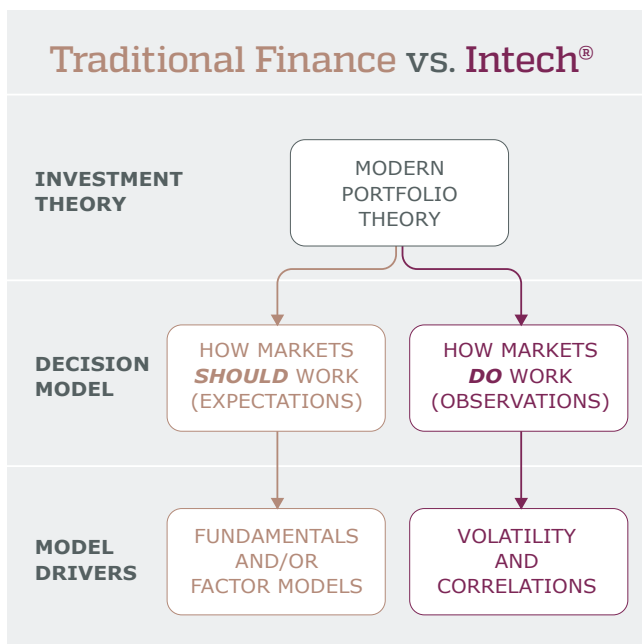 Traditional Finance vs. Intech®
INVESTMENT
THEORY
MODERN
PORTFOLIO
THEORY
DECISION
MODEL
HOW MARKETS
SHOULD WORK
(EXPECTATIONS)
HOW MARKETS
DO WORK
(OBSERVATIONS)
MODEL
DRIVERS
FUNDAMENTALS
AND/OR
FACTOR MODELS
VOLATILITY
AND
CORRELATIONS